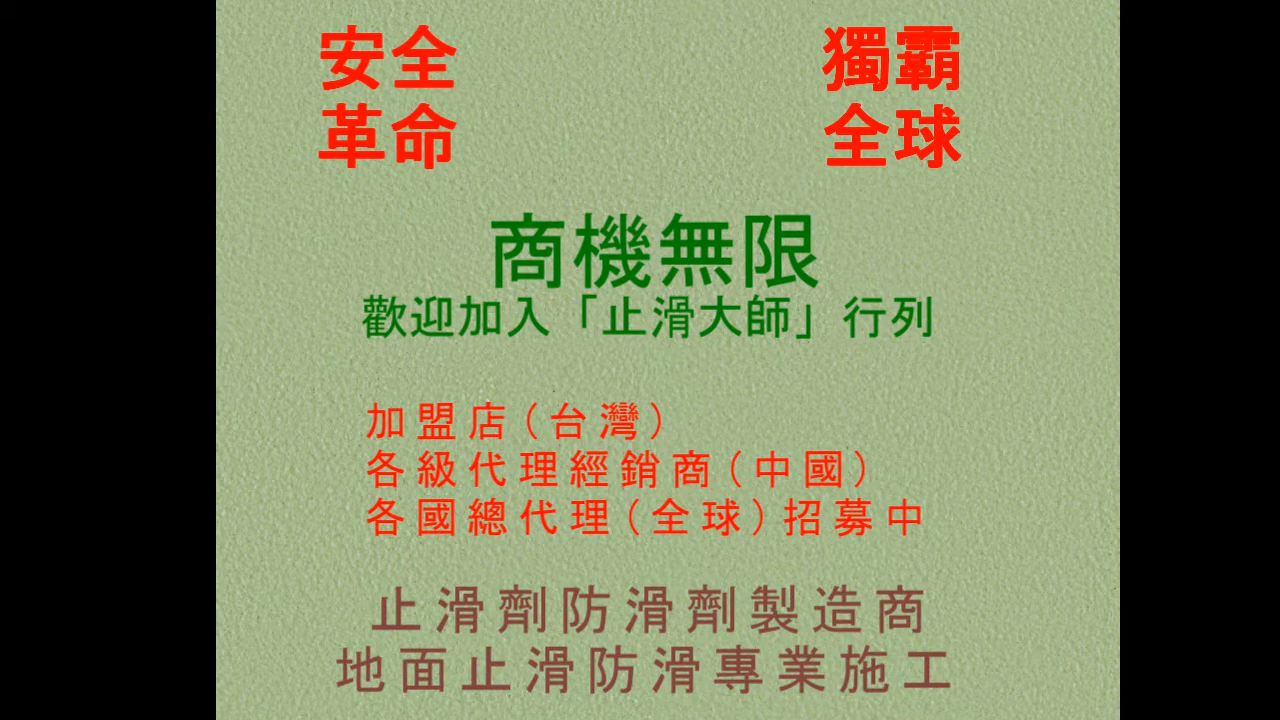 安全
革命
獨霸
全球
商機無限
歡迎加入「止滑大師」行列
加盟店(台灣)
各級代理經銷商(中國)
各國總代理(全球)招募中
止滑劑防滑劑製造商
地面止滑防滑專業施工